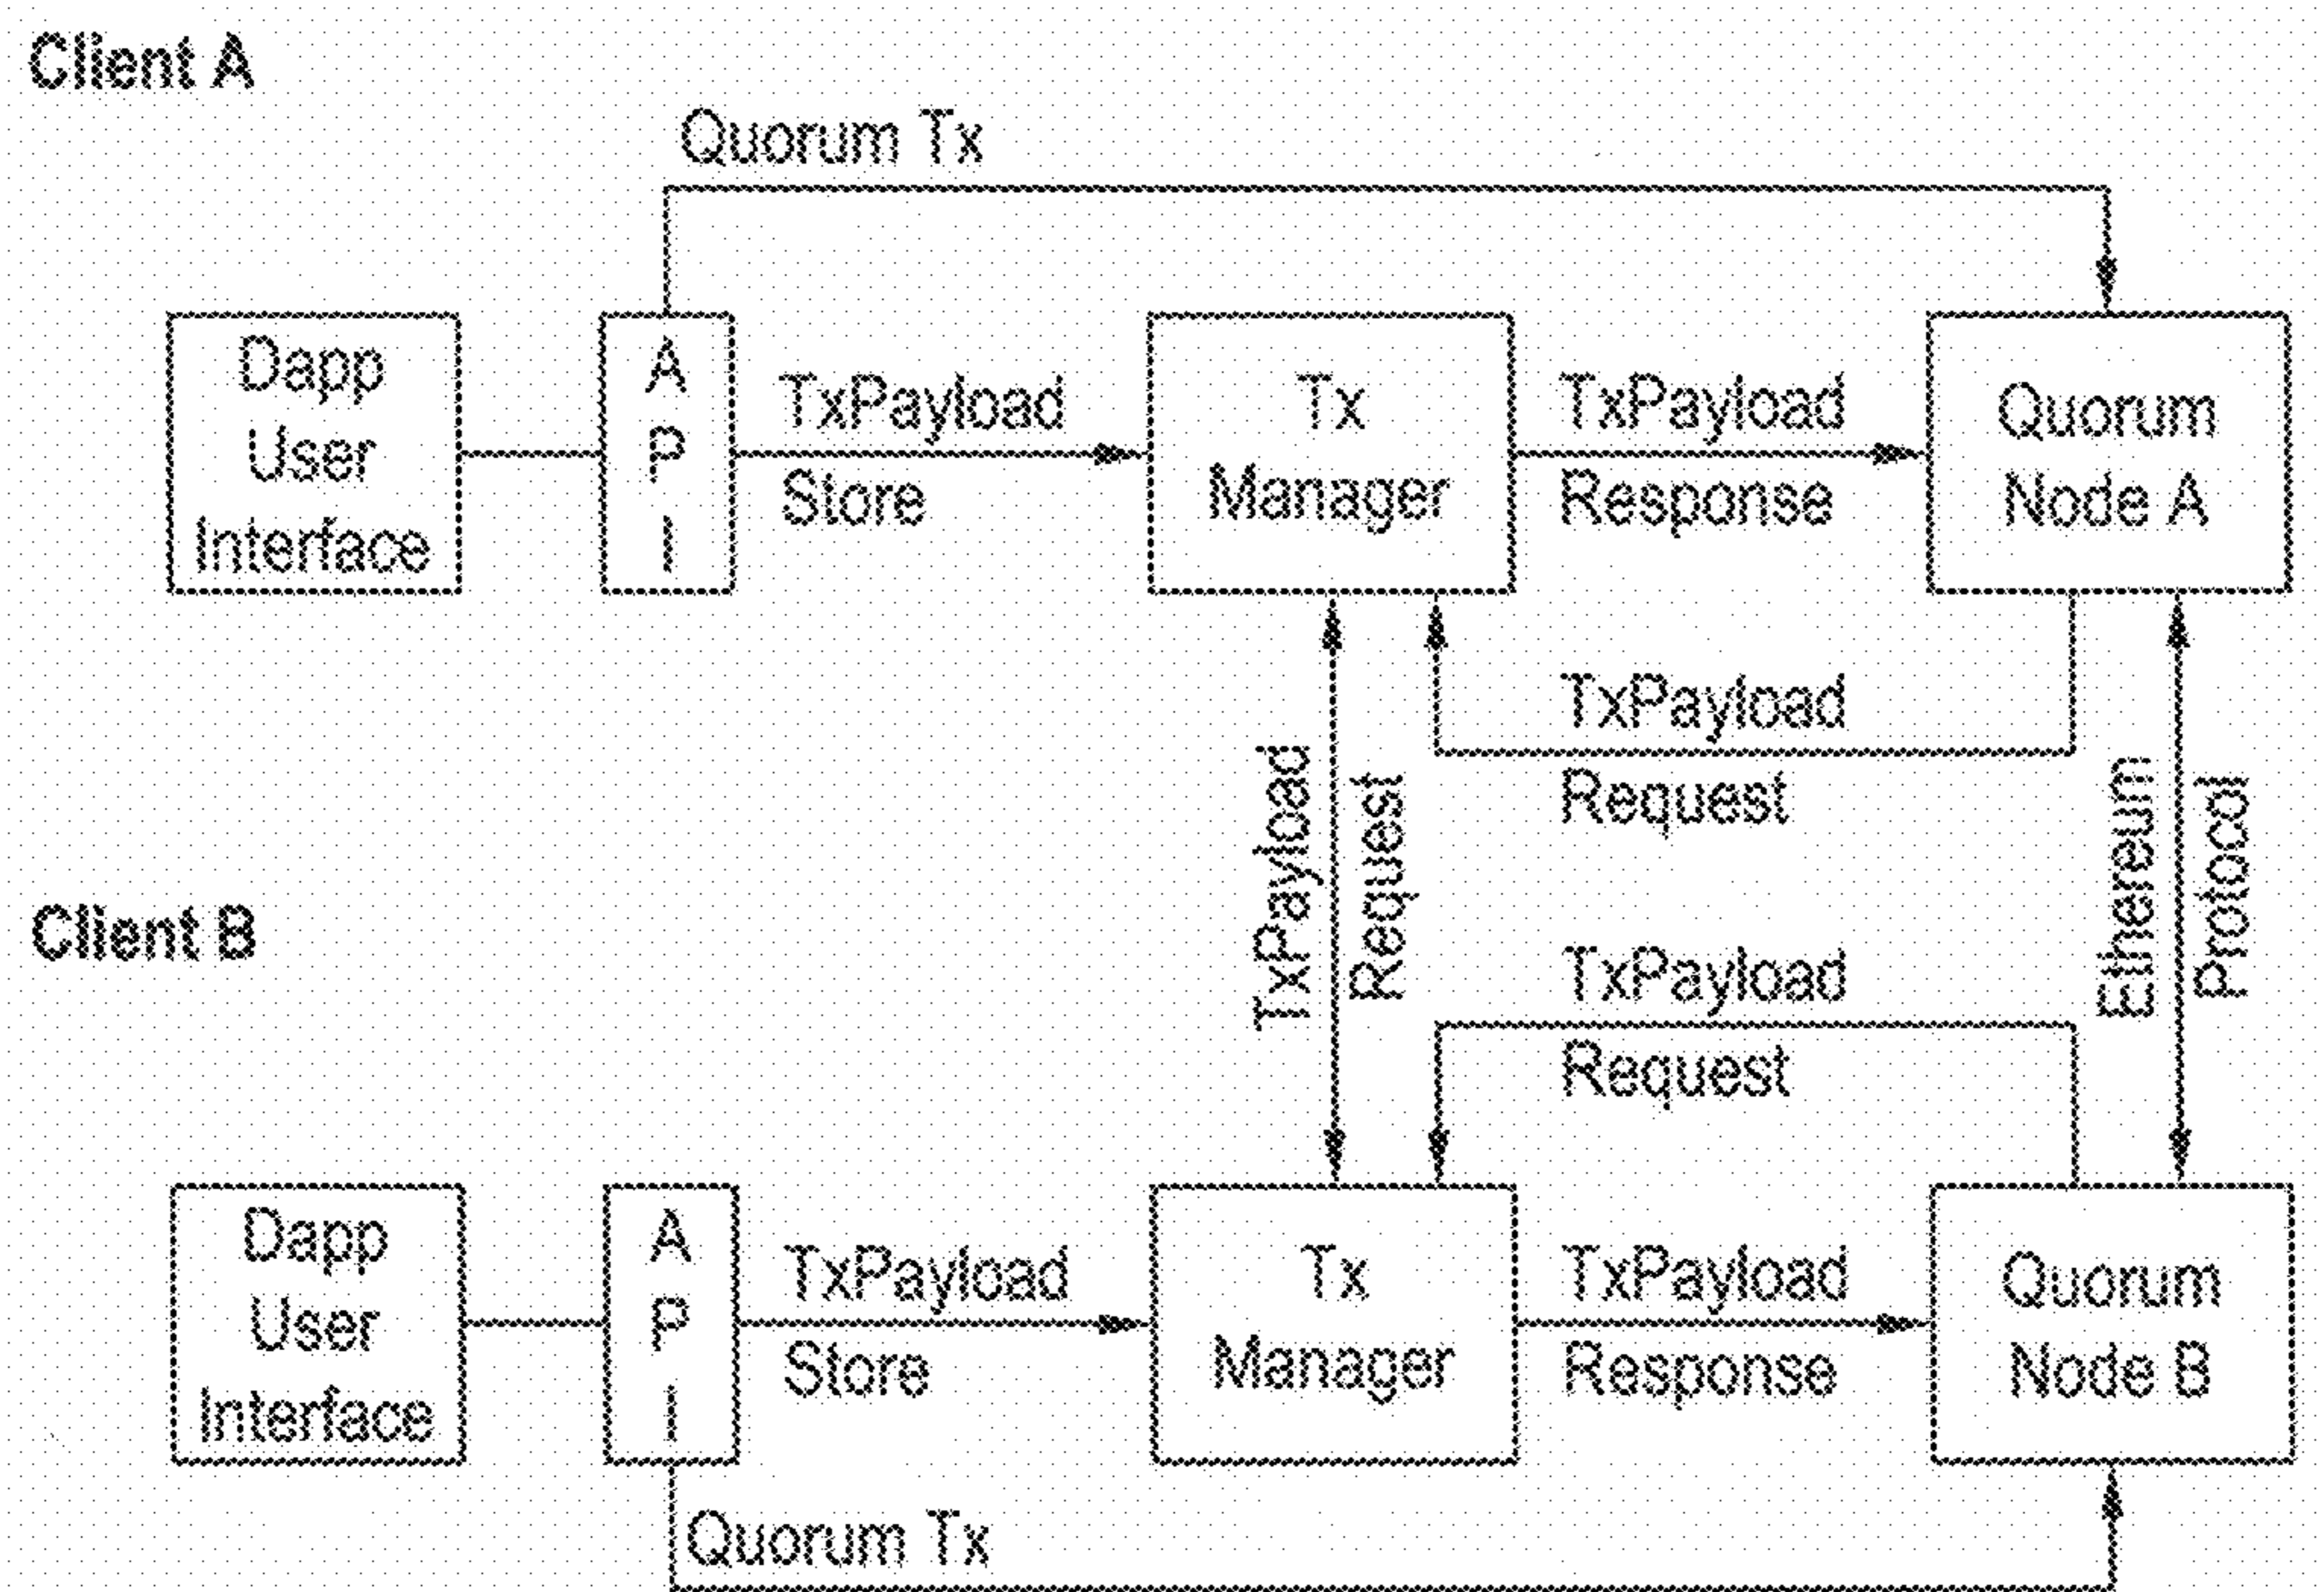 Client A
Quorum Tx
Dapp
User
Interface
A
P
I
TxPayload
Store
Tx
Manager
TxPayload
Response
Quorum
Node A
TxPayload
Request
TxPayload
Request
Ethereum
Protocol
Client B
TxPayload
Request
Dapp
User
Interface
A
P
I
TxPayload
Store
Tx
Manager
TxPayload
Response
Quorum
Node B
Quorum Tx